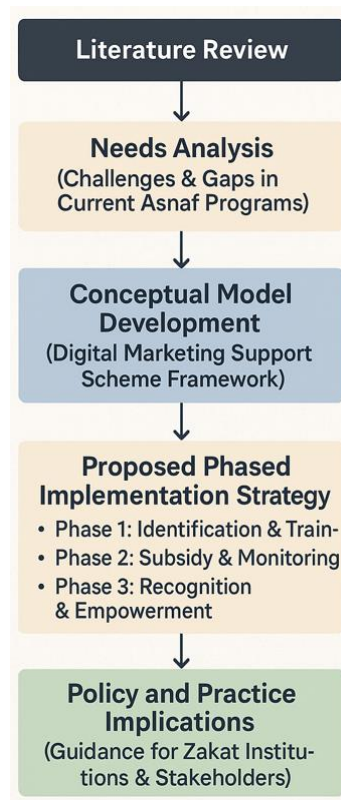 Literature Review
Needs Analysis
(Challenges & Gaps in
Current Asnaf Programs)
Conceptual Model
Development
(Digital Marketing Support
Scheme Framework)
Proposed Phased
Implementation Strategy
• Phase 1: Identification & Train-
• Phase 2: Subsidy & Monitoring
• Phase 3: Recognition
& Empowerment
Policy and Practice
Implications
(Guidance for Zakat Institu-
tions & Stakeholders)